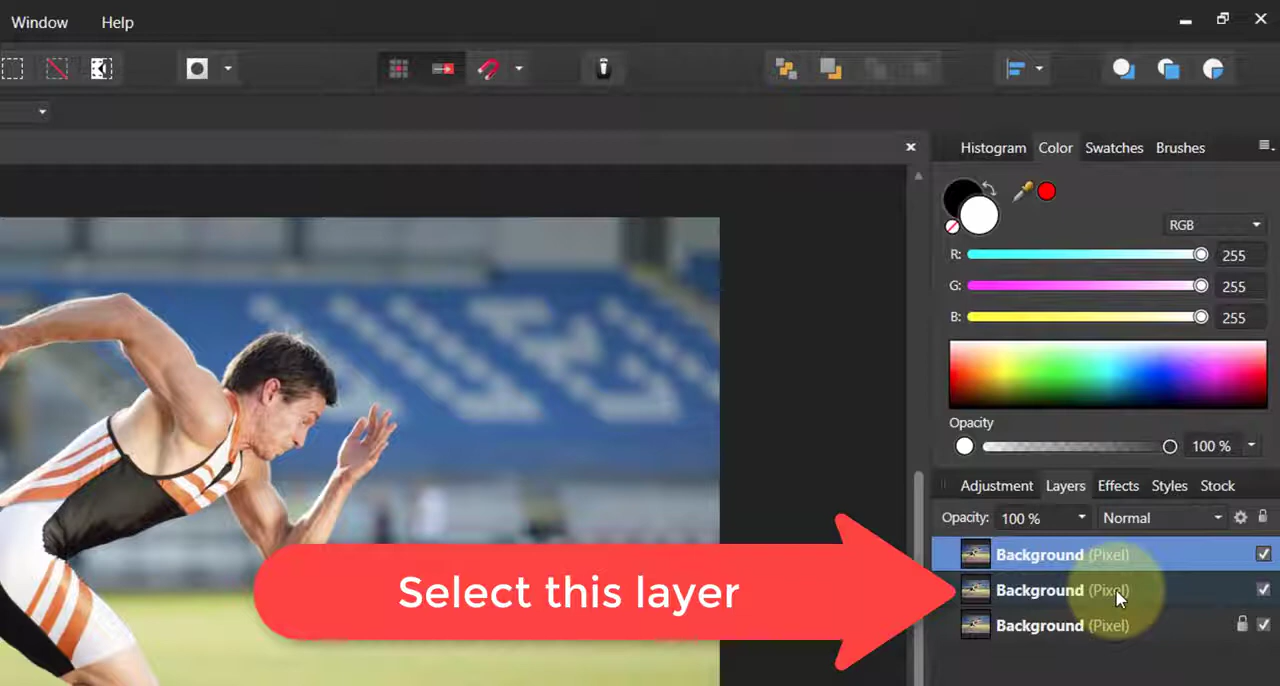 Window Help
Histogram Color Swatches Brushes
RGB
R: 255
G: 255
B: 255
Opacity
100 %
Adjustment Layers Effects Styles Stock
Opacity: 100 % Normal
Background (Pixel)
Background (Pixel)
Background (Pixel)
Select this layer